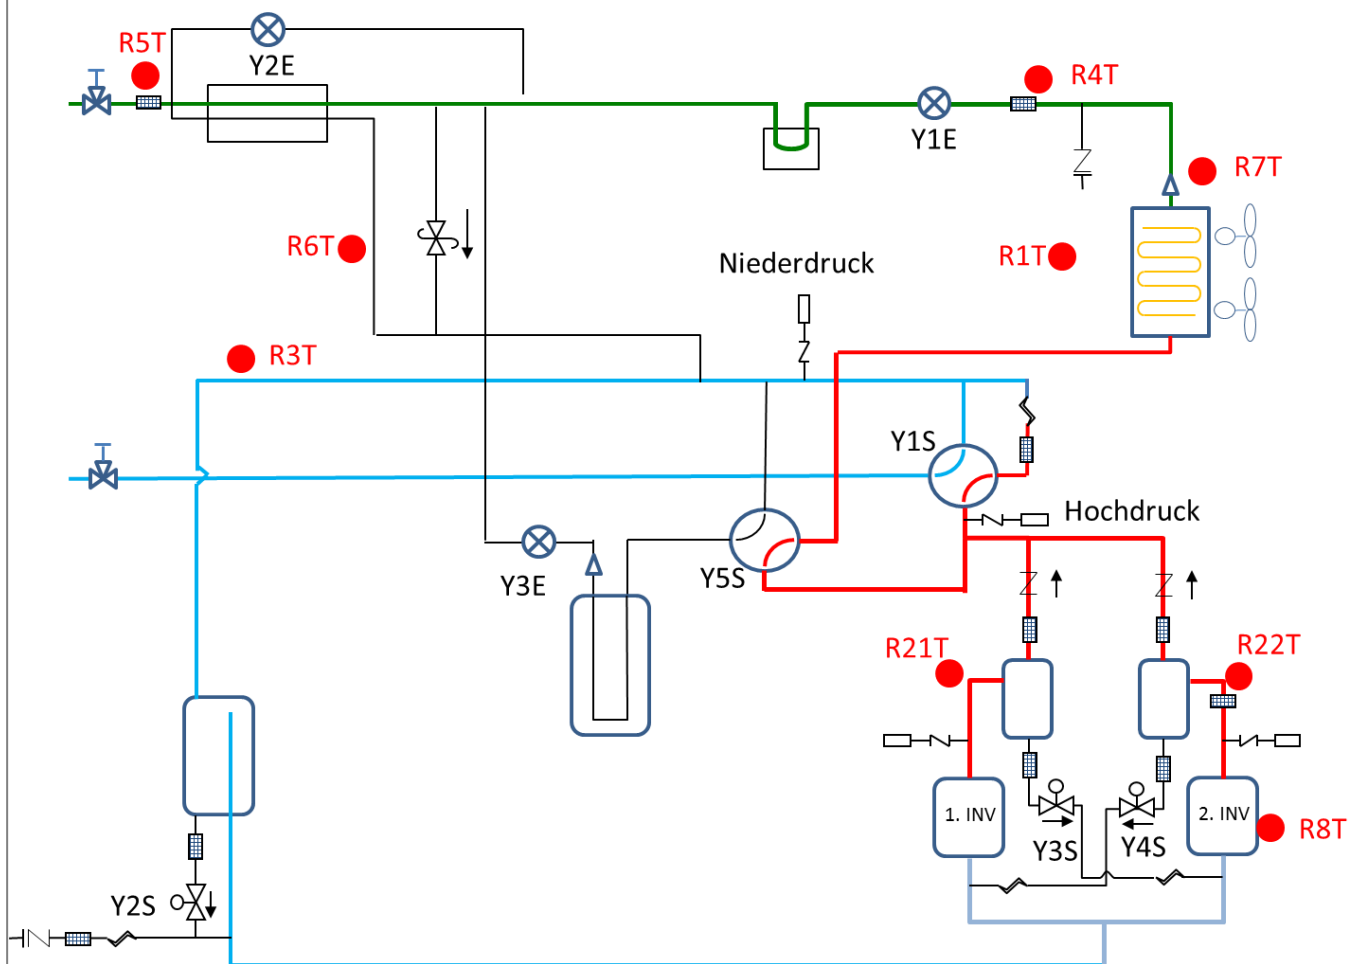 R5T
Y2E
R4T
Y1E
R7T
R6T
R1T
Niederdruck
R3T
Y1S
Hochdruck
Y5S
Y3E
R21T
R22T
1. INV
2. INV
R8T
Y3S
Y4S
Y2S